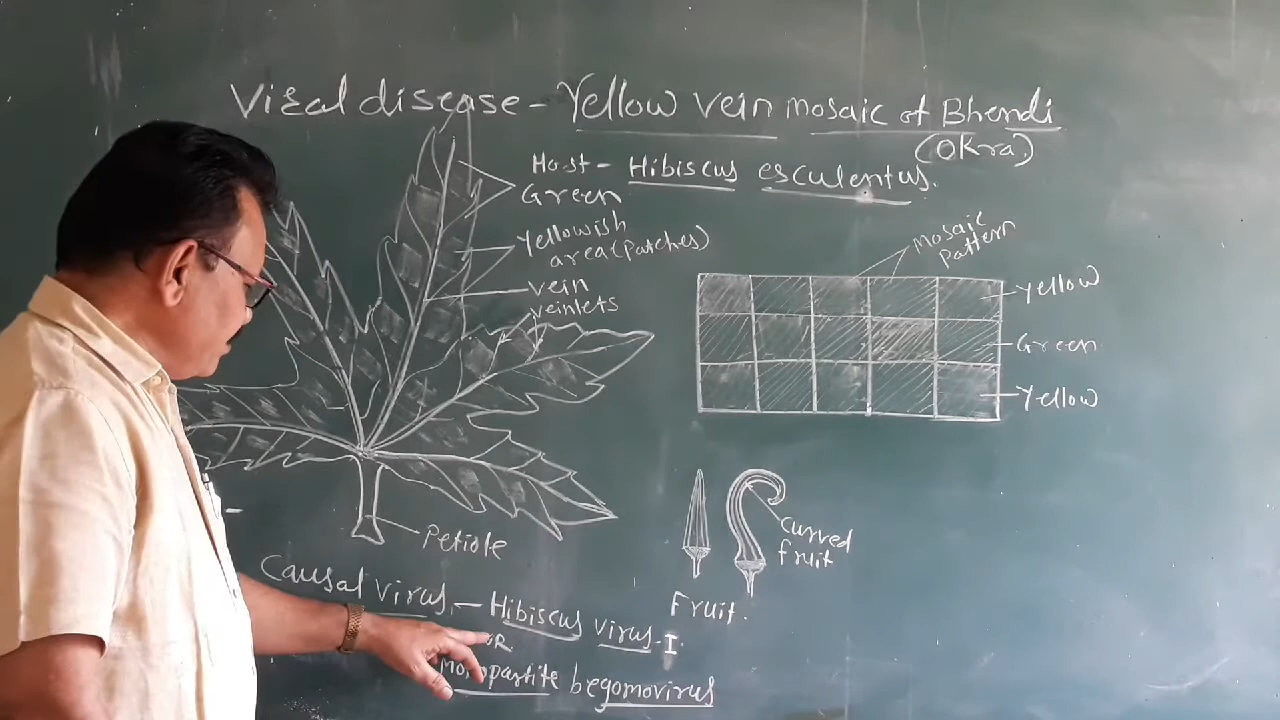 Viral disease - Yellow vein mosaic of Bhendi
(Okra)
Host - Hibiscus esculentus.
Green
Yellowish
area (patches)
vein
veinlets
Petiole
mosaic
pattern
Yellow
Green
Yellow
curved
fruit
Fruit.
Causal virus - Hibiscus virus-I.
OR
monopartite begomovirus